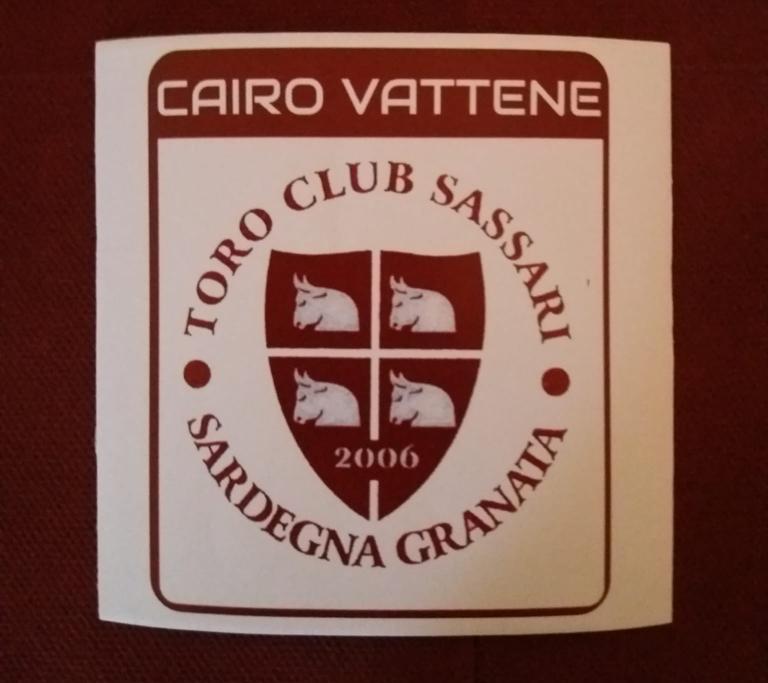 CAIRO VATTENE
TORO CLUB SASSARI
2006
SARDEGNA GRANATA